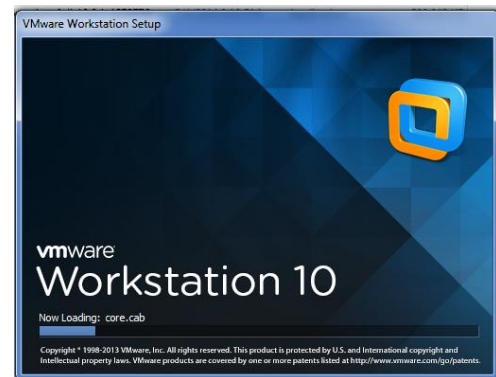 VMware Workstation Setup
vmware
Workstation 10
Now Loading: core.cab
Copyright © 1998-2013 VMware, Inc. All rights reserved. This product is protected by U.S. and International copyright and
Intellectual property laws. VMware products are covered by one or more patents listed at http://www.vmware.com/go/patents.